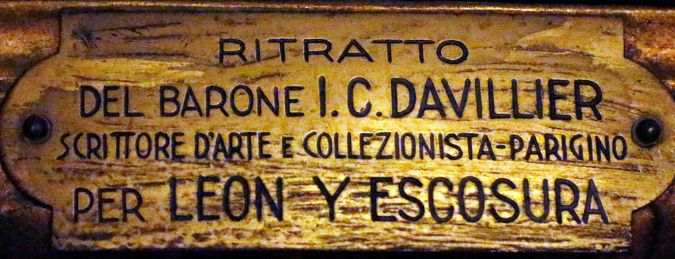 RITRATTO
DEL BARONE I.C. DAVILLIER
SCRITTORE D'ARTE E COLLEZIONISTA-PARIGINO
PER LEON Y ESCOSURA